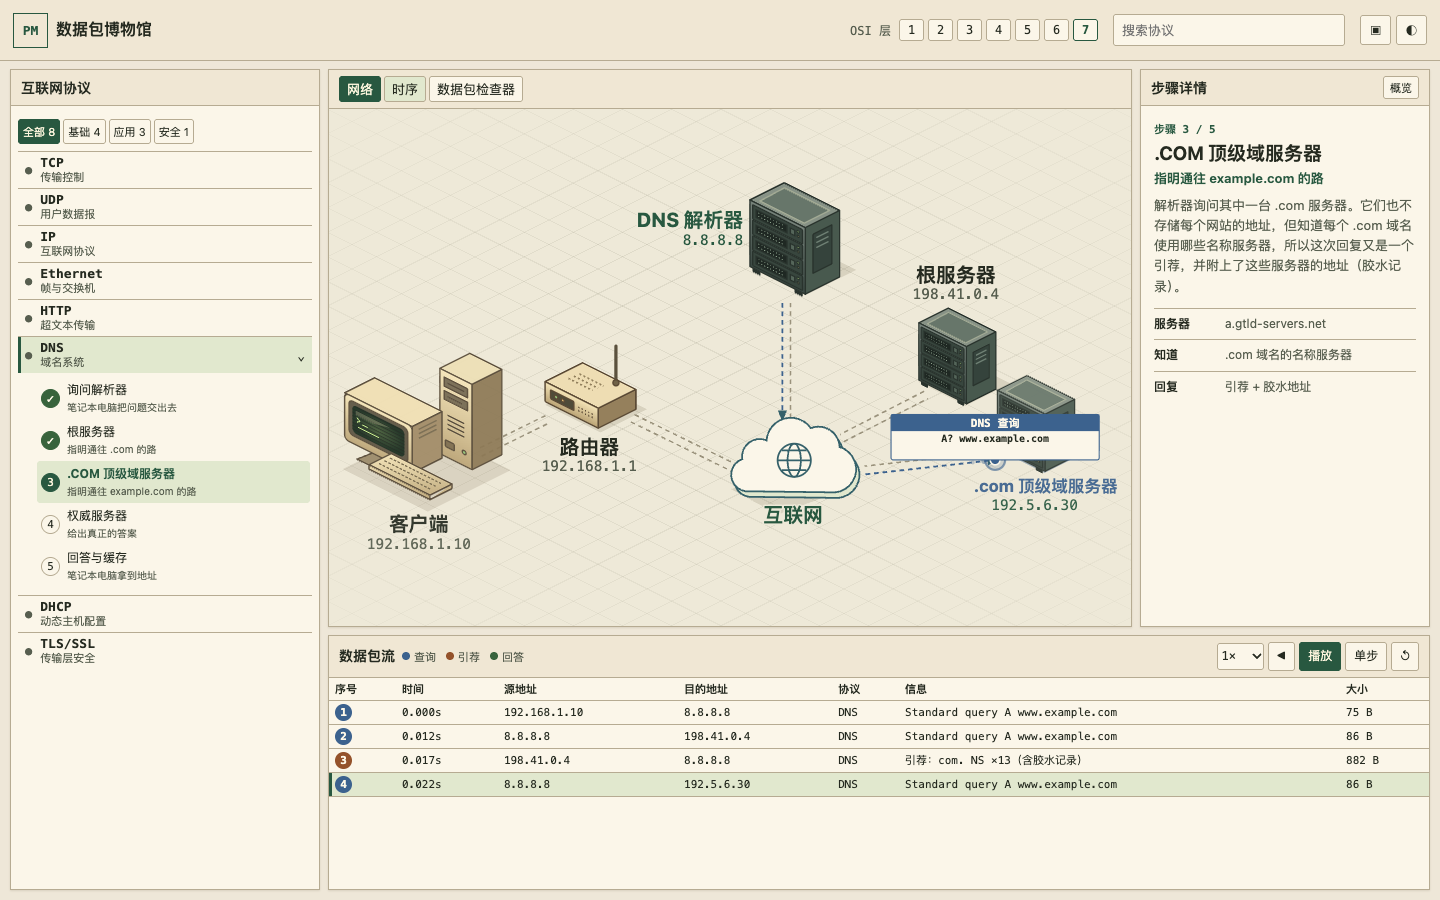 PM 数据包博物馆
OSI 层 1 2 3 4 5 6 7
搜索协议
互联网协议
全部 8 基础 4 应用 3 安全 1
TCP
传输控制
UDP
用户数据报
IP
互联网协议
Ethernet
帧与交换机
HTTP
超文本传输
DNS
域名系统
询问解析器
笔记本电脑把问题交出去
根服务器
指明通往 .com 的路
3 .COM 顶级域服务器
指明通往 example.com 的路
4 权威服务器
给出真正的答案
5 回答与缓存
笔记本电脑拿到地址
DHCP
动态主机配置
TLS/SSL
传输层安全
网络 时序 数据包检查器
DNS 解析器
8.8.8.8
根服务器
198.41.0.4
DNS 查询
A? www.example.com
.com 顶级域服务器
192.5.6.30
路由器
192.168.1.1
互联网
客户端
192.168.1.10
步骤详情 概览
步骤 3 / 5
.COM 顶级域服务器
指明通往 example.com 的路
解析器询问其中一台 .com 服务器。它们也不
存储每个网站的地址，但知道每个 .com 域名
使用哪些名称服务器，所以这次回复又是一个
引荐，并附上了这些服务器的地址（胶水记
录）。
服务器 a.gtld-servers.net
知道 .com 域名的名称服务器
回复 引荐 + 胶水地址
数据包流 查询 引荐 回答
1× 播放 单步
序号 时间 源地址 目的地址 协议 信息 大小
1 0.000s 192.168.1.10 8.8.8.8 DNS Standard query A www.example.com 75 B
2 0.012s 8.8.8.8 198.41.0.4 DNS Standard query A www.example.com 86 B
3 0.017s 198.41.0.4 8.8.8.8 DNS 引荐：com. NS ×13（含胶水记录） 882 B
4 0.022s 8.8.8.8 192.5.6.30 DNS Standard query A www.example.com 86 B